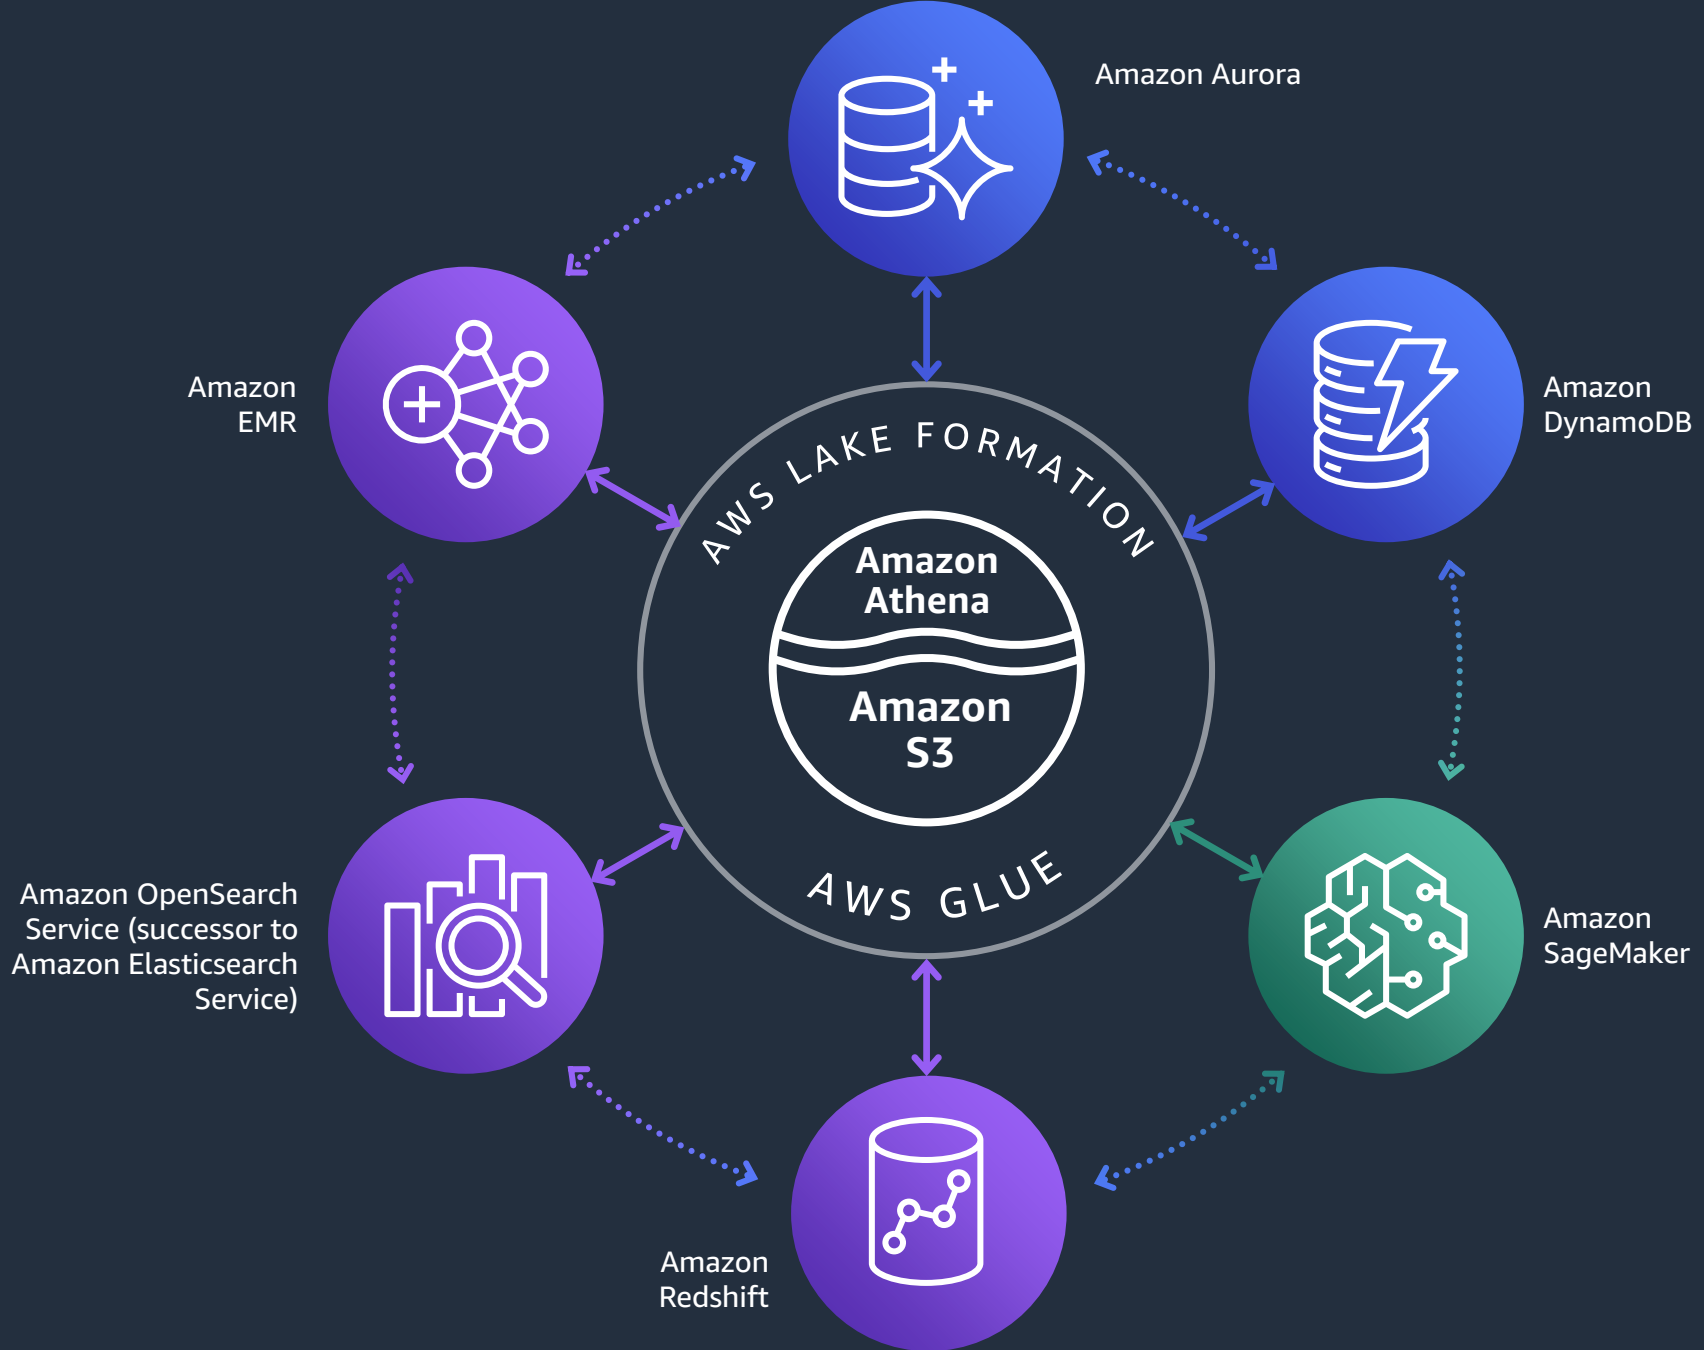 Amazon Aurora
Amazon
EMR
Amazon
DynamoDB
AWS LAKE FORMATION
Amazon
Athena
Amazon
S3
AWS GLUE
Amazon OpenSearch
Service (successor to
Amazon Elasticsearch
Service)
Amazon
SageMaker
Amazon
Redshift